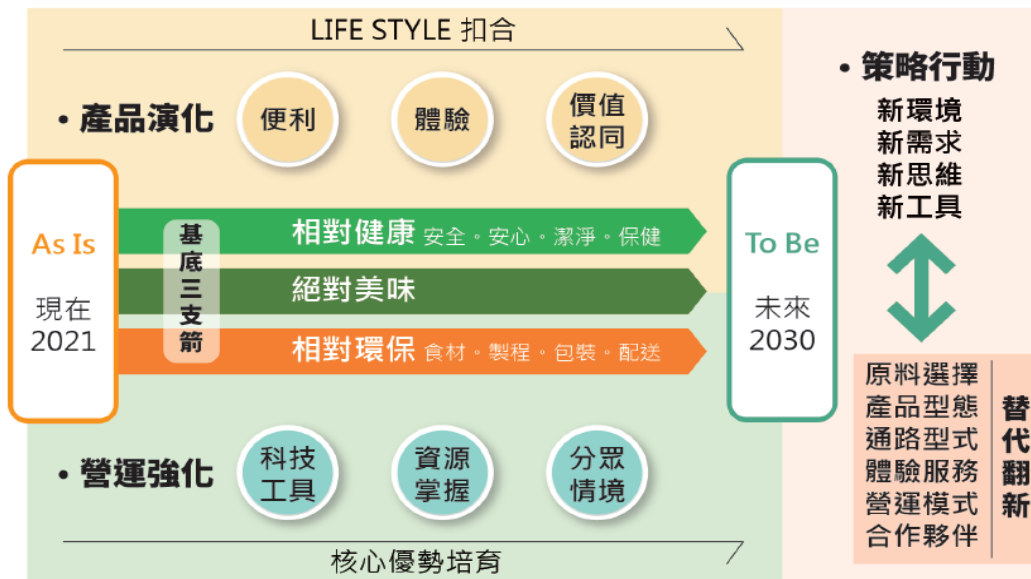 LIFE STYLE 扣合
• 產品演化
便利
體驗
價值
認同
As Is
現在
2021
基底三支箭
相對健康 安全。安心。潔淨。保健
絕對美味
相對環保 食材。製程。包裝。配送
To Be
未來
2030
• 營運強化
科技
工具
資源
掌握
分眾
情境
核心優勢培育
• 策略行動
新環境
新需求
新思維
新工具
原料選擇
產品型態
通路型式
體驗服務
營運模式
合作夥伴
替代翻新